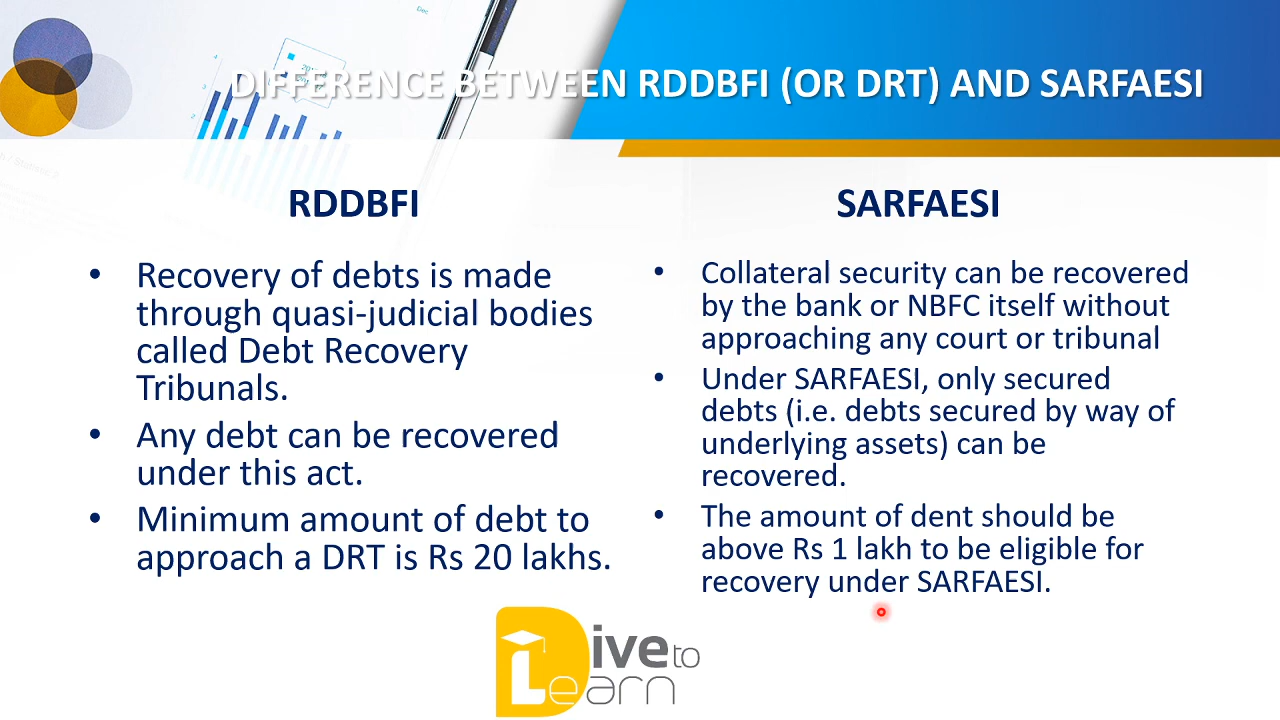 DIFFERENCE BETWEEN RDDBFI (OR DRT) AND SARFAESI
RDDBFI
• Recovery of debts is made
through quasi-judicial bodies
called Debt Recovery
Tribunals.
• Any debt can be recovered
under this act.
• Minimum amount of debt to
approach a DRT is Rs 20 lakhs.
SARFAESI
• Collateral security can be recovered
by the bank or NBFC itself without
approaching any court or tribunal
• Under SARFAESI, only secured
debts (i.e. debts secured by way of
underlying assets) can be
recovered.
• The amount of dent should be
above Rs 1 lakh to be eligible for
recovery under SARFAESI.
Dive to
Learn